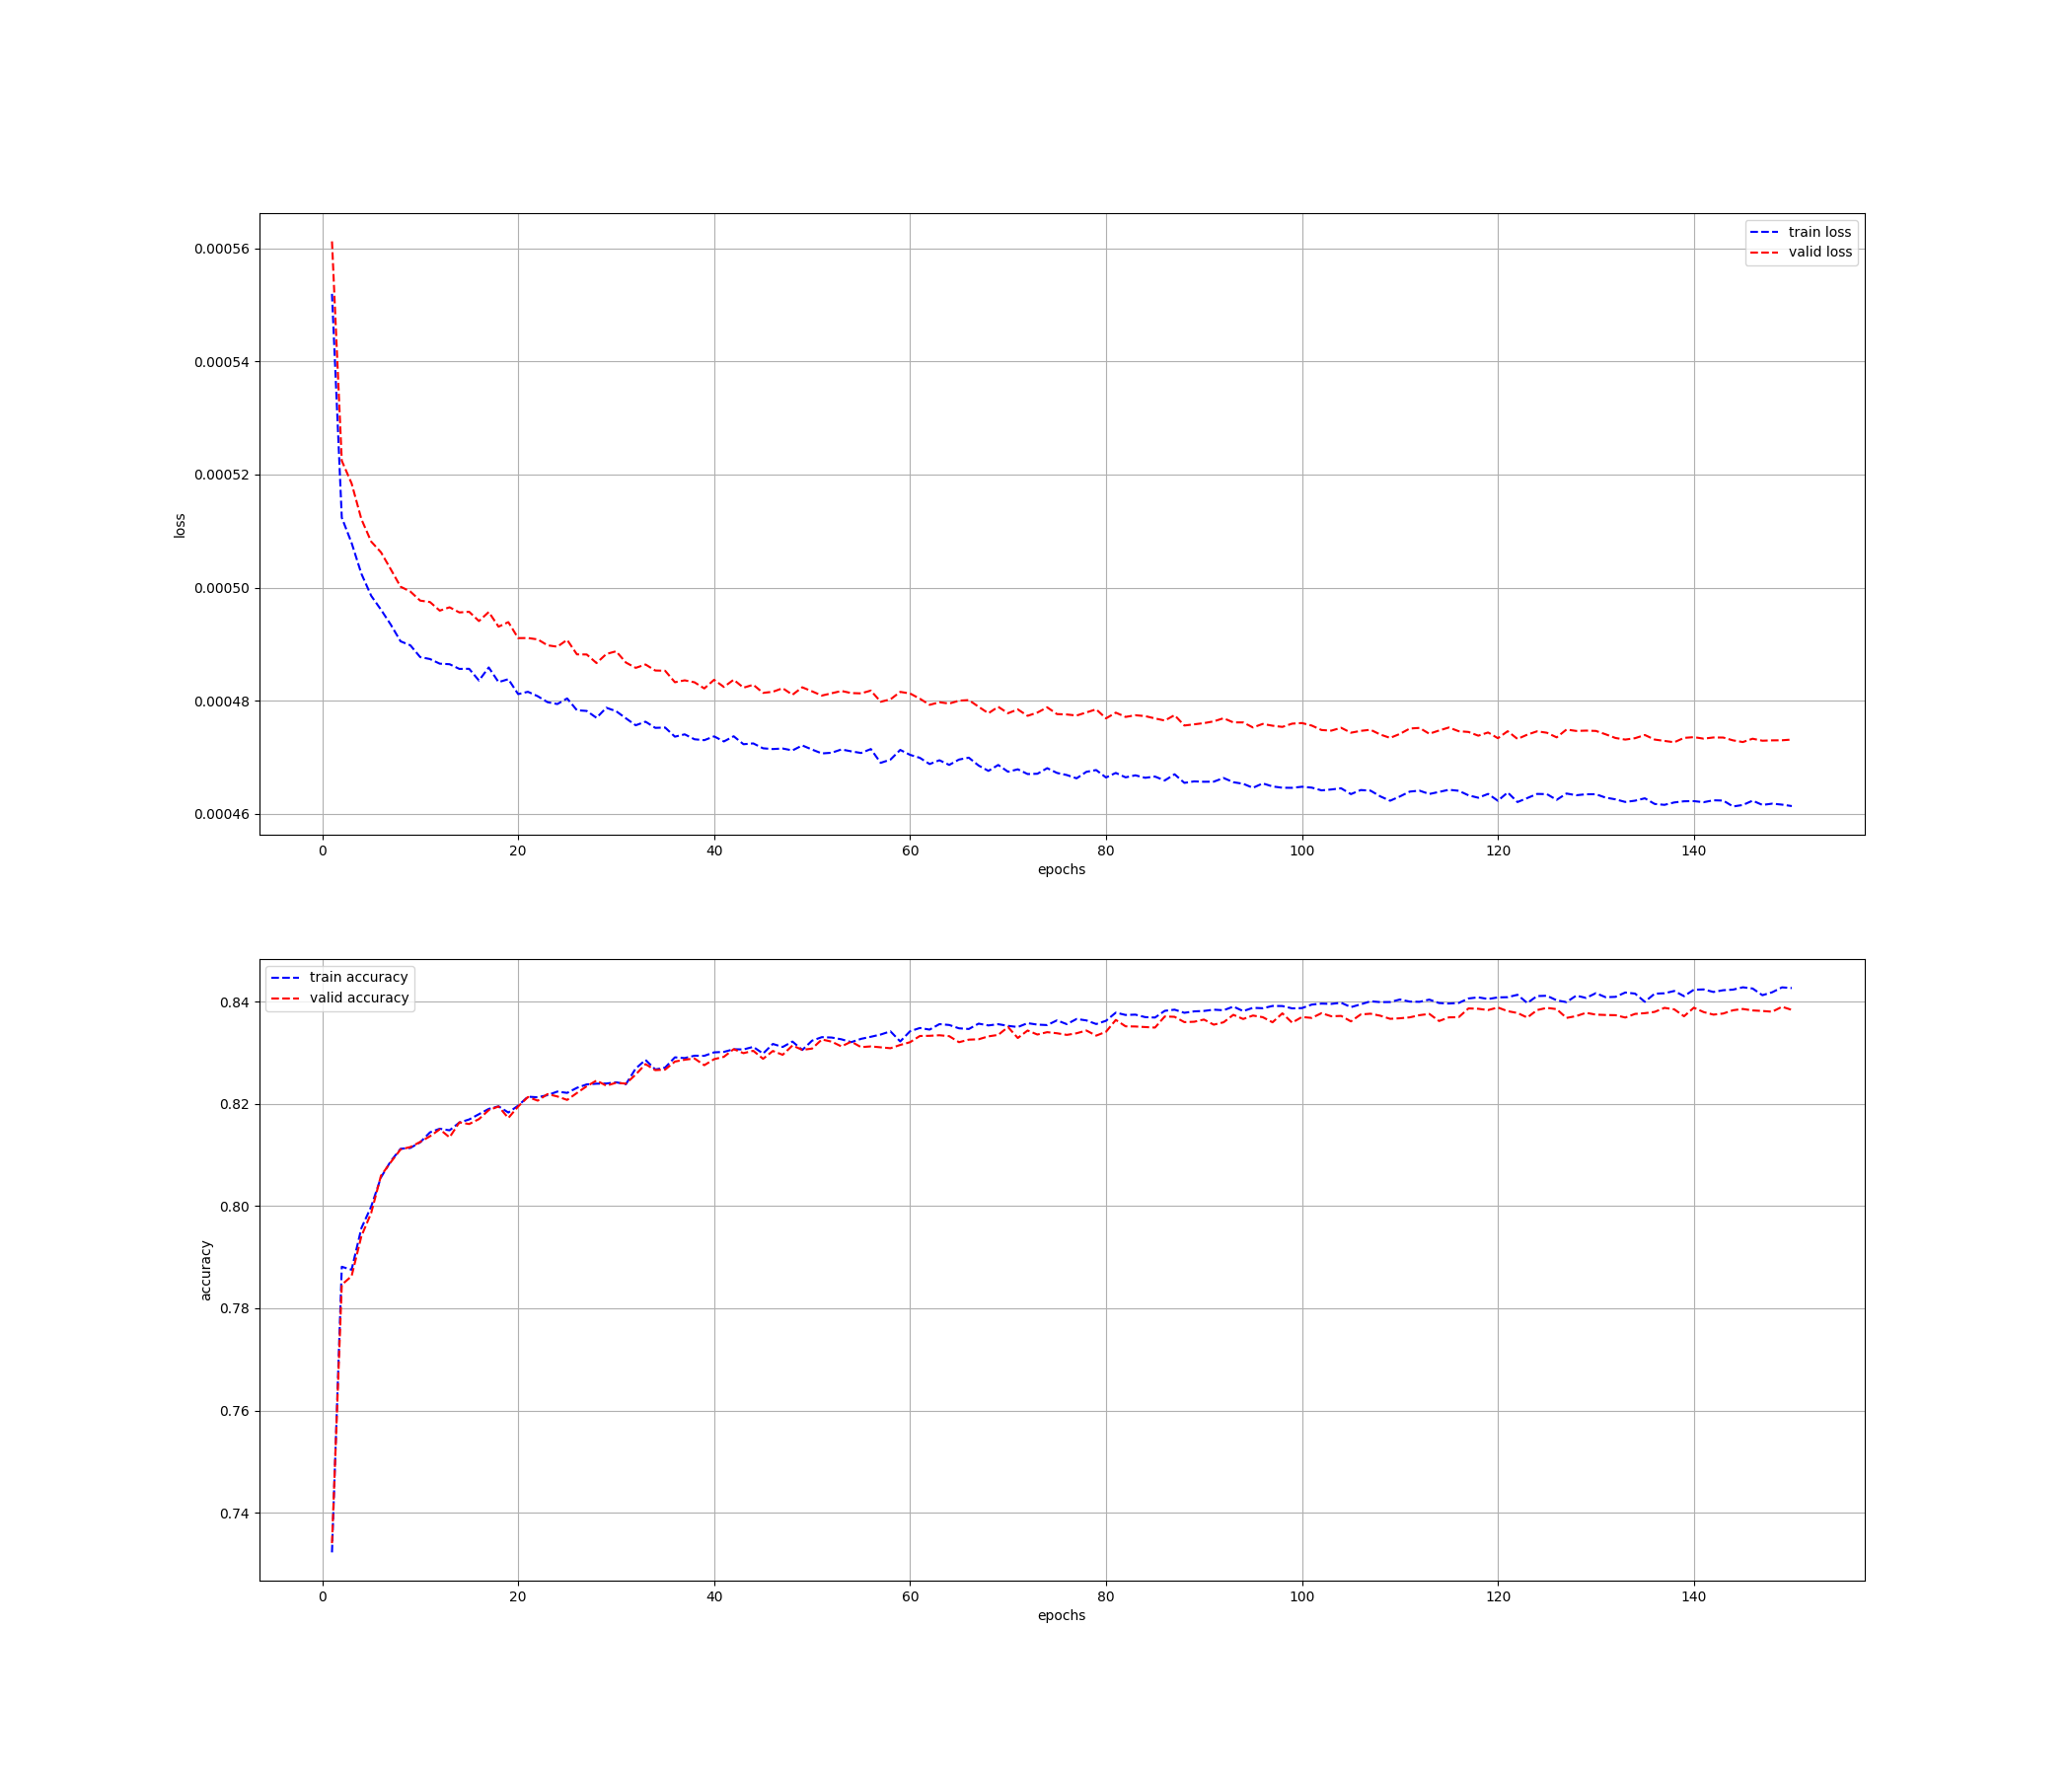 train loss
valid loss
0.00056
0.00054
0.00052
0.00050
0.00048
0.00046
loss
0 20 40 60 80 100 120 140
epochs
train accuracy
valid accuracy
0.84
0.82
0.80
0.78
0.76
0.74
accuracy
0 20 40 60 80 100 120 140
epochs